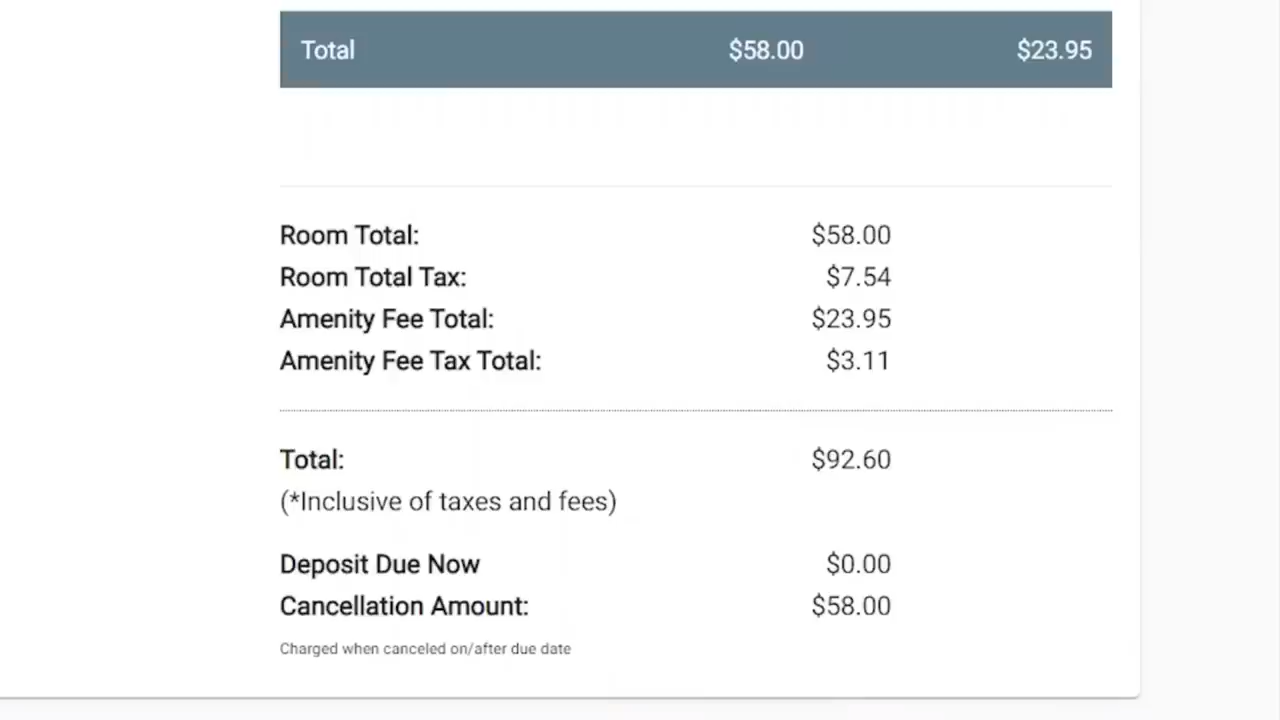 Total $58.00 $23.95
Room Total: $58.00
Room Total Tax: $7.54
Amenity Fee Total: $23.95
Amenity Fee Tax Total: $3.11
Total: $92.60
(*Inclusive of taxes and fees)
Deposit Due Now $0.00
Cancellation Amount: $58.00
Charged when canceled on/after due date